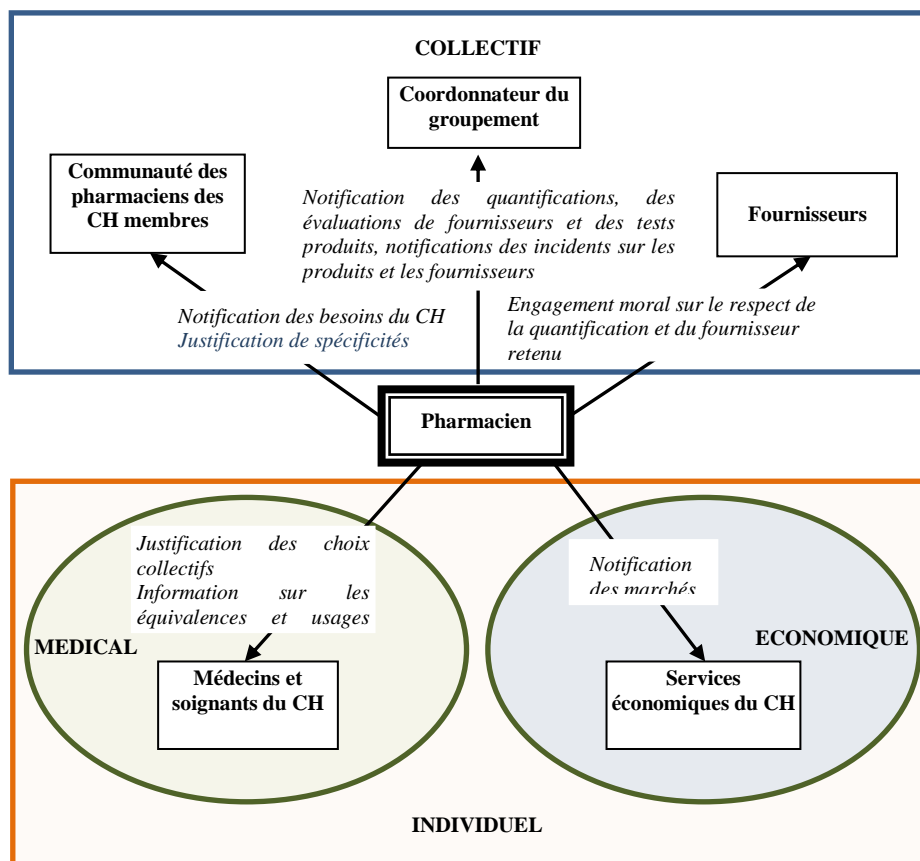 COLLECTIF
Coordonnateur du
groupement
Communauté des
pharmaciens des
CH membres
Notification des quantifications, des
évaluations de fournisseurs et des tests
produit, notifications des incidents sur les
produits et les fournisseurs
Fournisseurs
Notification des besoins du CH
Justification de spécificités
Engagement moral sur le respect de
la quantification et du fournisseur
retenu
Pharmacien
Justification des choix
collectifs
Information sur les
équivalences et usages
Notification
des marchés
MEDICAL
ECONOMIQUE
Médecins et
soignants du CH
Services
économiques du CH
INDIVIDUEL